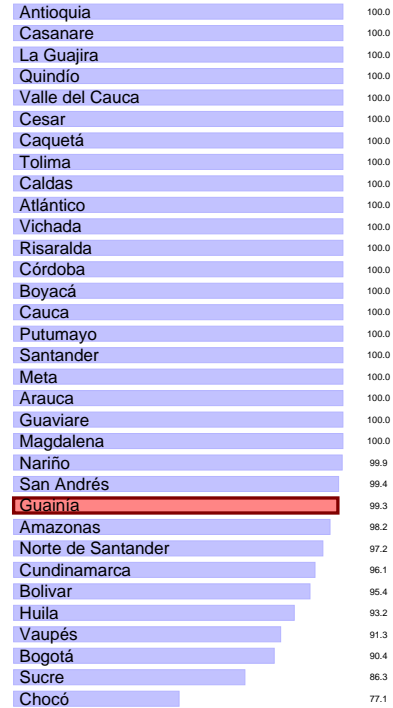 Antioquia 100.0
Casanare 100.0
La Guajira 100.0
Quindío 100.0
Valle del Cauca 100.0
Cesar 100.0
Caquetá 100.0
Tolima 100.0
Caldas 100.0
Atlántico 100.0
Vichada 100.0
Risaralda 100.0
Córdoba 100.0
Boyacá 100.0
Cauca 100.0
Putumayo 100.0
Santander 100.0
Meta 100.0
Arauca 100.0
Guaviare 100.0
Magdalena 100.0
Nariño 99.9
San Andrés 99.4
Guainía 99.3
Amazonas 98.2
Norte de Santander 97.2
Cundinamarca 96.1
Bolivar 95.4
Huila 93.2
Vaupés 91.3
Bogotá 90.4
Sucre 86.3
Chocó 77.1